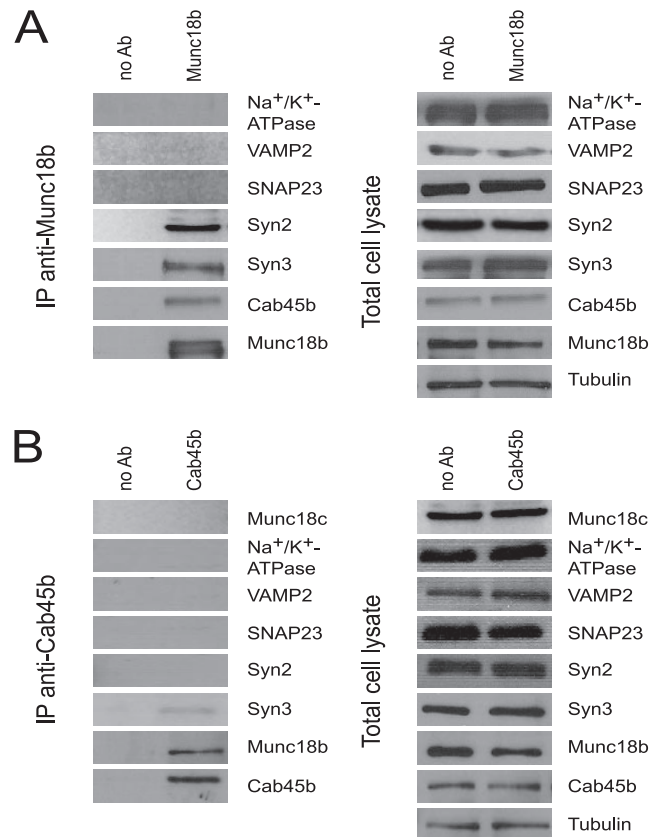 A
no Ab
Munc18b
IP anti-Munc18b
Na+/K+-
ATPase
VAMP2
SNAP23
Syn2
Syn3
Cab45b
Munc18b
no Ab
Munc18b
Total cell lysate
Na+/K+-
ATPase
VAMP2
SNAP23
Syn2
Syn3
Cab45b
Munc18b
Tubulin
B
no Ab
Cab45b
IP anti-Cab45b
Munc18c
Na+/K+-
ATPase
VAMP2
SNAP23
Syn2
Syn3
Munc18b
Cab45b
no Ab
Cab45b
Total cell lysate
Munc18c
Na+/K+-
ATPase
VAMP2
SNAP23
Syn2
Syn3
Munc18b
Cab45b
Tubulin